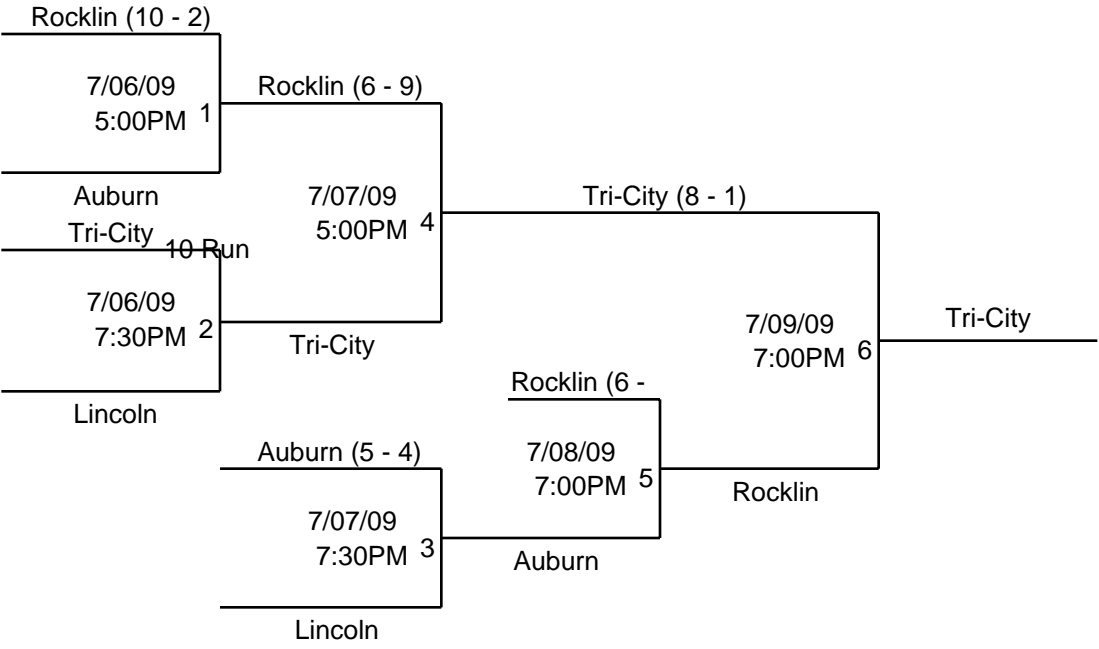 Rocklin (10 - 2)
7/06/09
5:00PM 1
Auburn
Rocklin (6 - 9)
Tri-City 10 Run
7/06/09
7:30PM 2
Lincoln
7/07/09
5:00PM 4
Tri-City
Tri-City (8 - 1)
Auburn (5 - 4)
7/07/09
7:30PM 3
Lincoln
Rocklin (6 -
7/08/09
7:00PM 5
Auburn
7/09/09
7:00PM 6
Rocklin
Tri-City